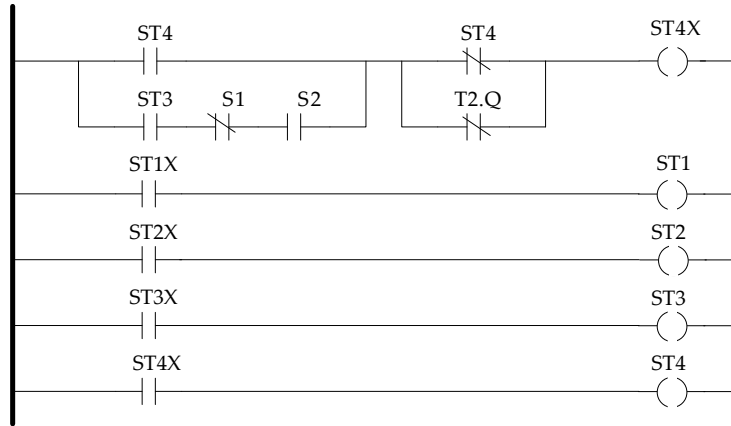 ST4 ST4 ST4X
ST3 S1 S2 T2.Q
ST1X ST1
ST2X ST2
ST3X ST3
ST4X ST4